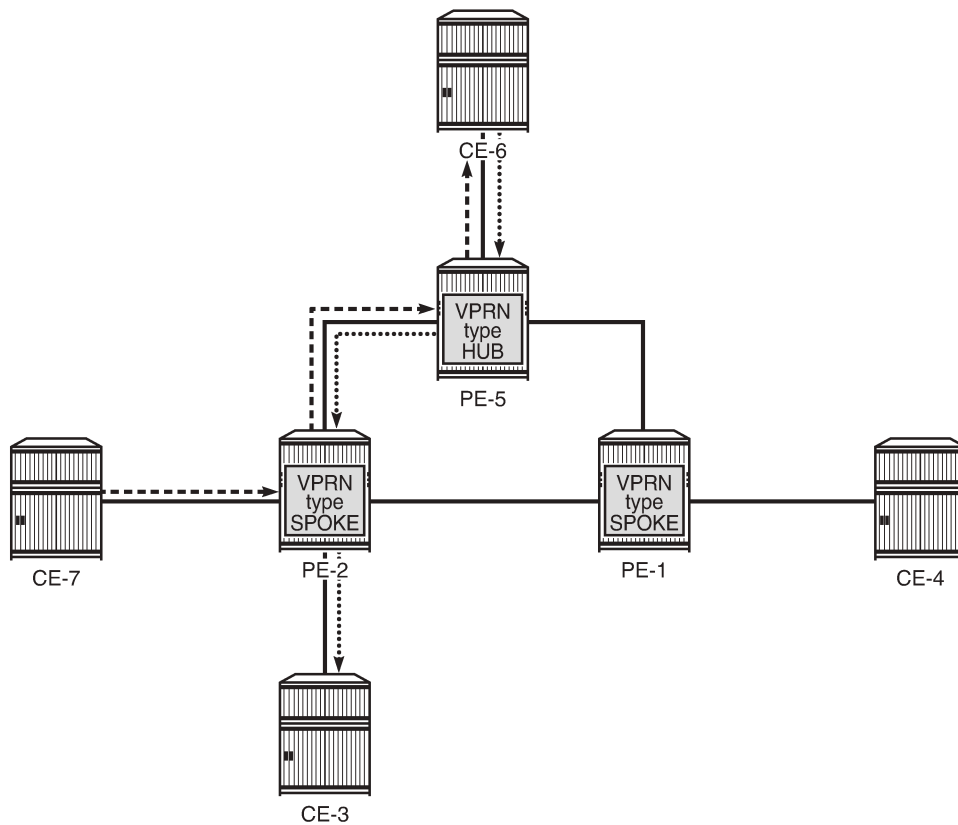 CE-6
VPRN
type
HUB
PE-5
VPRN
type
SPOKE
VPRN
type
SPOKE
CE-7
PE-2
PE-1
CE-4
CE-3